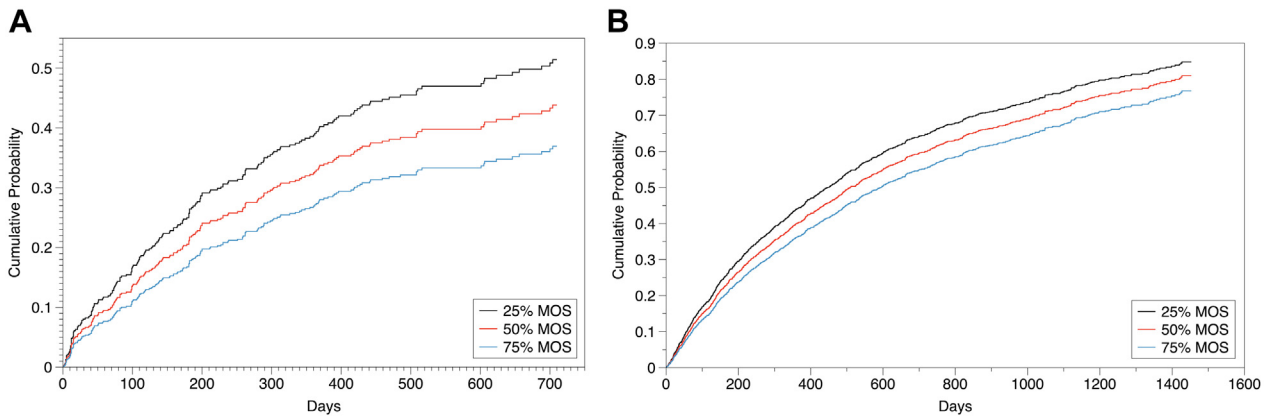 A
Cumulative Probability
0.5
0.4
0.3
0.2
0.1
0
0 100 200 300 400 500 600 700
Days
25% MOS
50% MOS
75% MOS
B
Cumulative Probability
0.9
0.8
0.7
0.6
0.5
0.4
0.3
0.2
0.1
0
0 200 400 600 800 1000 1200 1400 1600
Days
25% MOS
50% MOS
75% MOS